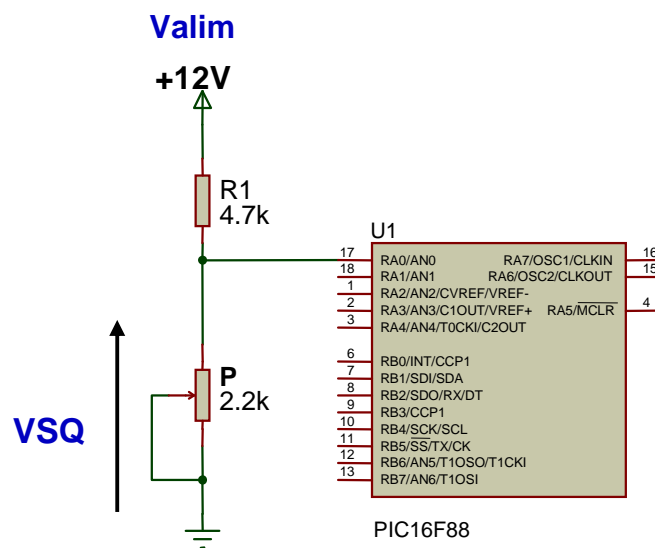 Valim
+12V
R1
4.7k
U1
17 RA0/AN0 RA7/OSC1/CLKIN 16
18 RA1/AN1 RA6/OSC2/CLKOUT 15
1 RA2/AN2/CVREF/VREF-
2 RA3/AN3/C1OUT/VREF+ RA5/MCLR 4
3 RA4/AN4/T0CKI/C2OUT
6 RB0/INT/CCP1
7 RB1/SDI/SDA
8 RB2/SDO/RX/DT
9 RB3/CCP1
10 RB4/SCK/SCL
11 RB5/SS/TX/CK
12 RB6/AN5/T1OSO/T1CKI
13 RB7/AN6/T1OSI
P
2.2k
VSQ
PIC16F88